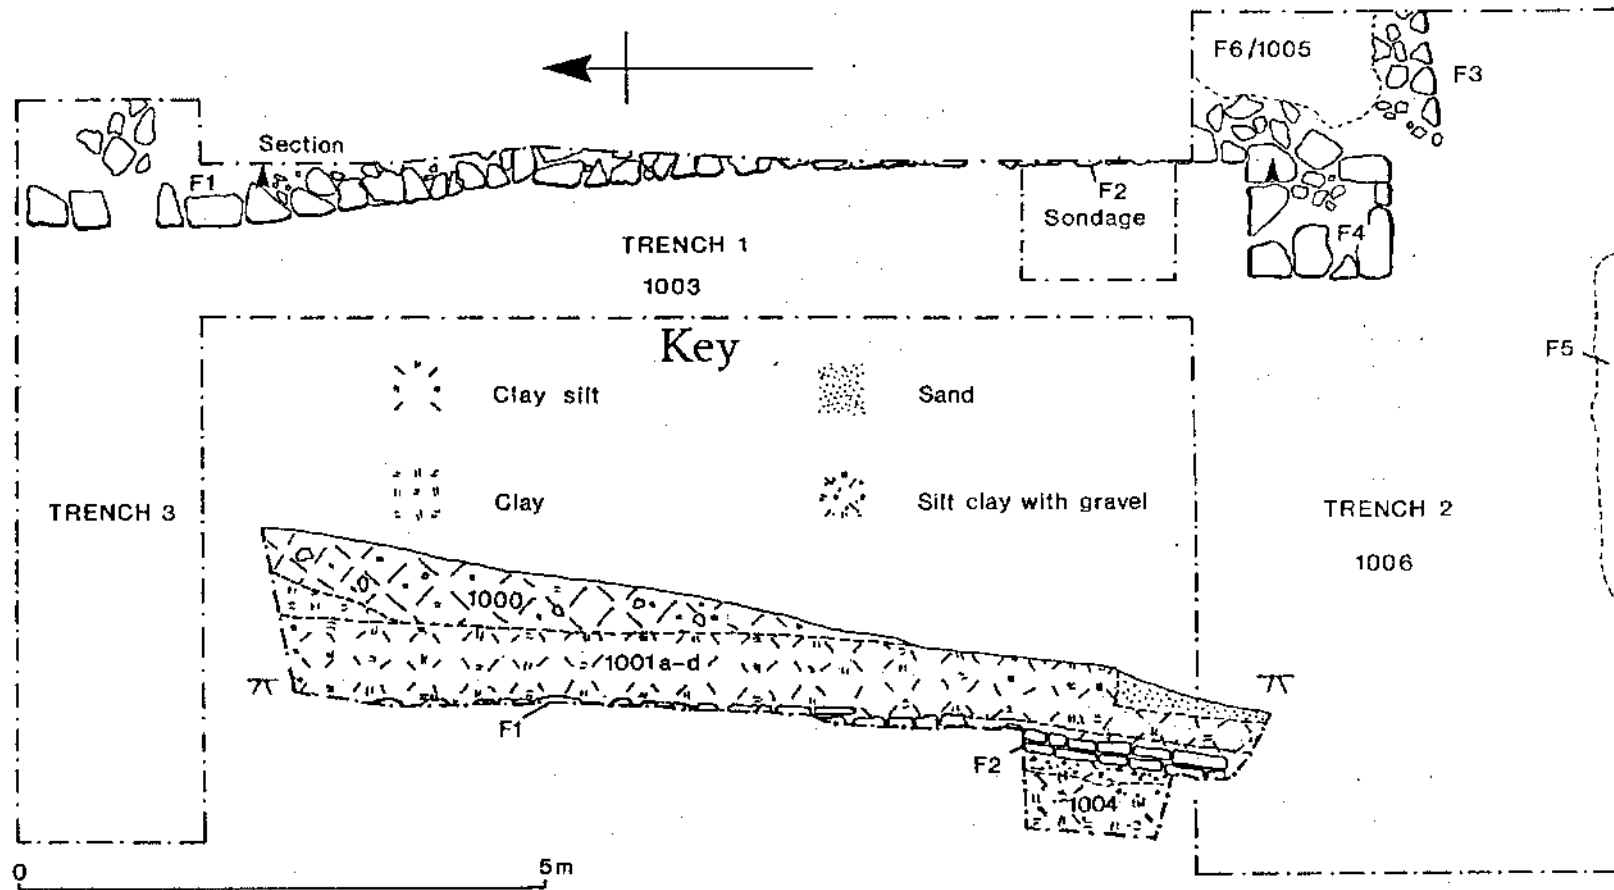 F6/1005
F3
Section
F1
F2
Sondage
F4
TRENCH 1
1003
Key
F5
Clay silt
Sand
TRENCH 3
Clay
Silt clay with gravel
TRENCH 2
1006
1000
1001a-d
F1
F2
1004
0
5m